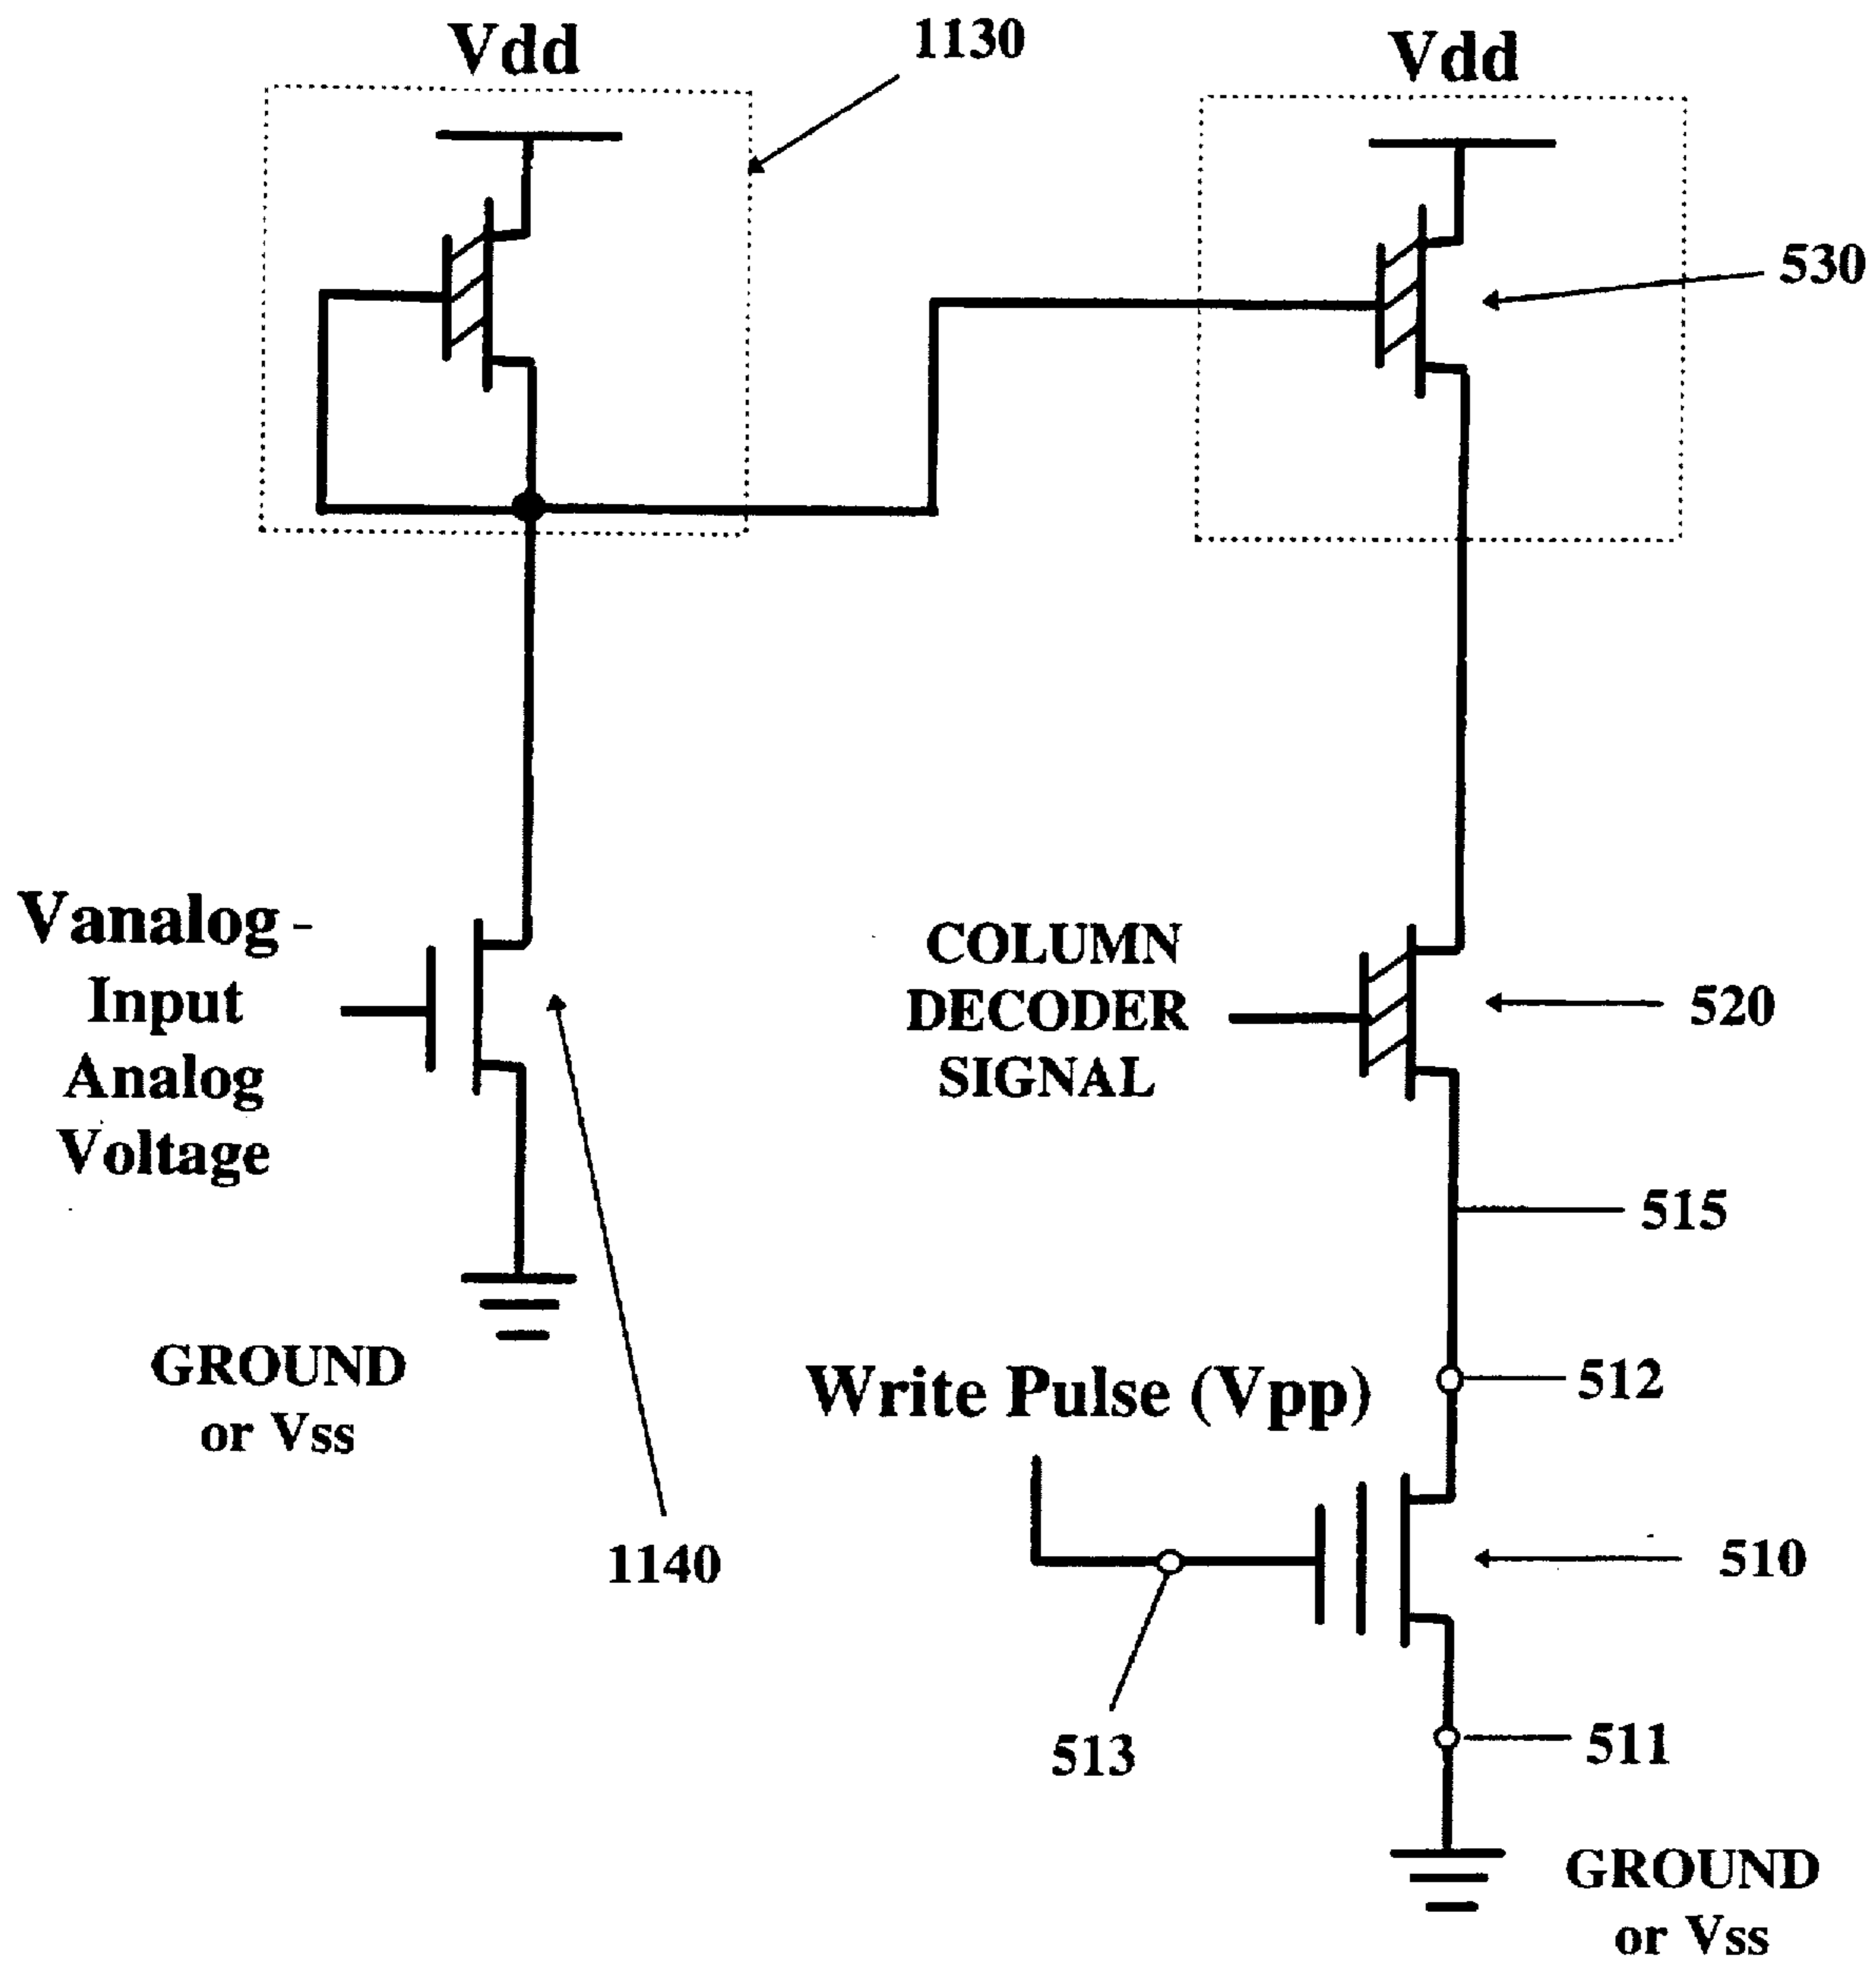 Vdd
1130
Vdd
530
Vanalog -
Input
Analog
Voltage
COLUMN
DECODER
SIGNAL
520
515
GROUND
or Vss
Write Pulse (Vpp)
512
1140
510
513
511
GROUND
or Vss